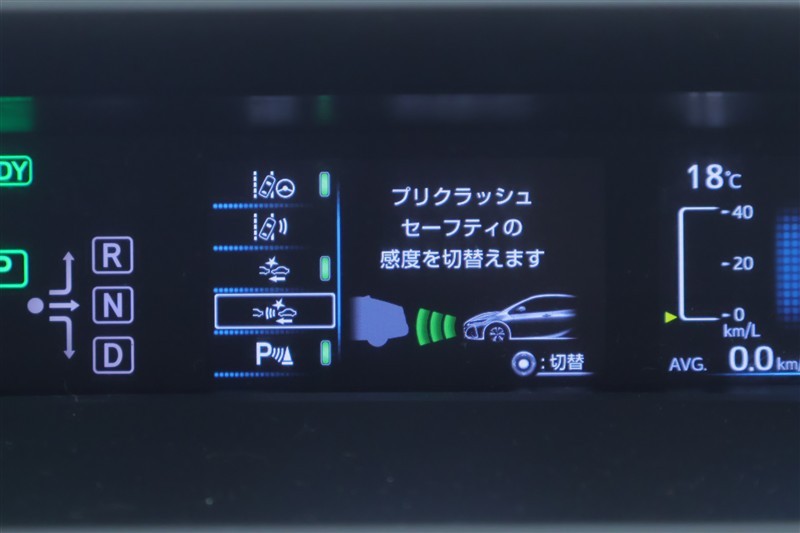 DY
P
R
N
D
P
プリクラッシュ
セーフティの
感度を切替えます
:切替
18℃
40
20
0
km/L
AVG. 0.0 km/